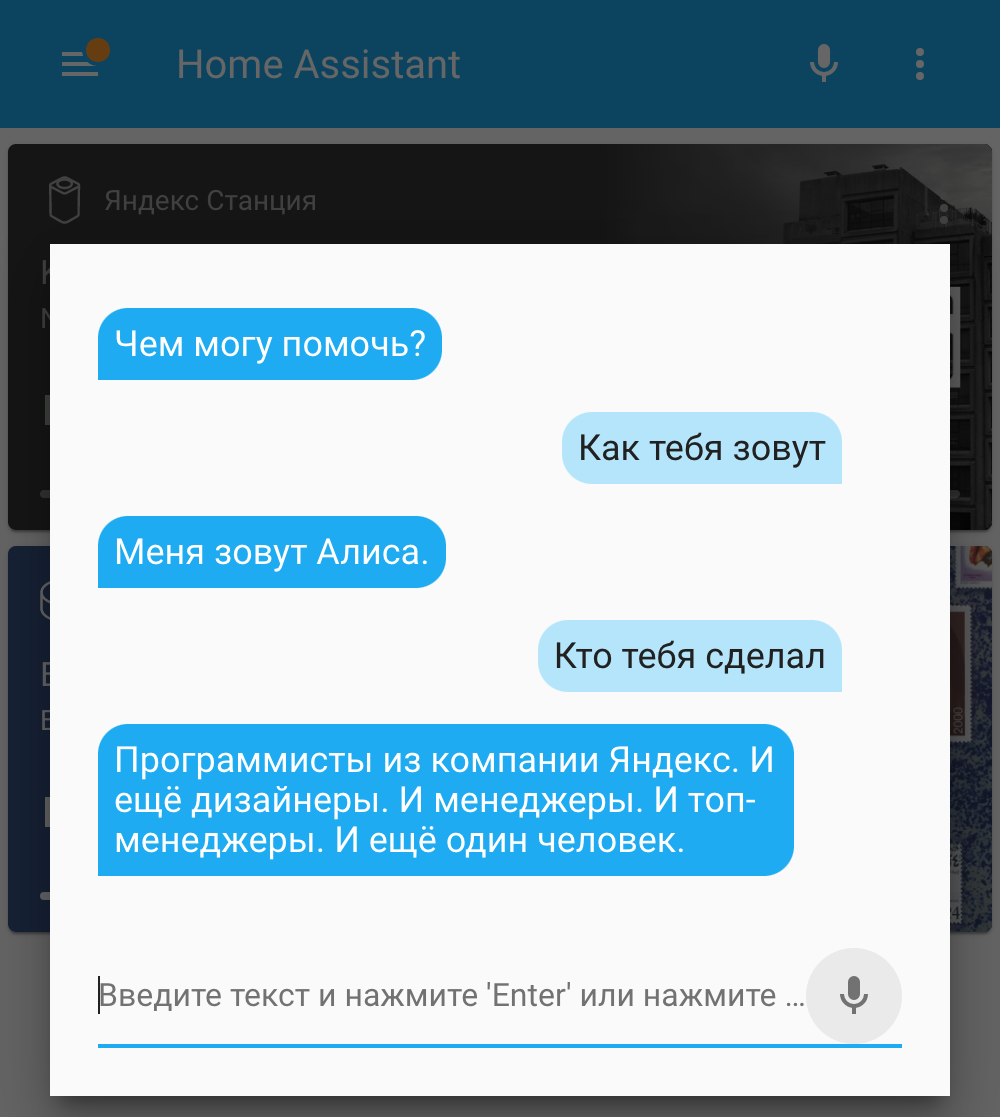 Home Assistant
Яндекс Станция
Чем могу помочь?
Как тебя зовут
Меня зовут Алиса.
Кто тебя сделал
Программисты из компании Яндекс. И
ещё дизайнеры. И менеджеры. И топ-
менеджеры. И ещё один человек.
Введите текст и нажмите 'Enter' или нажмите ...